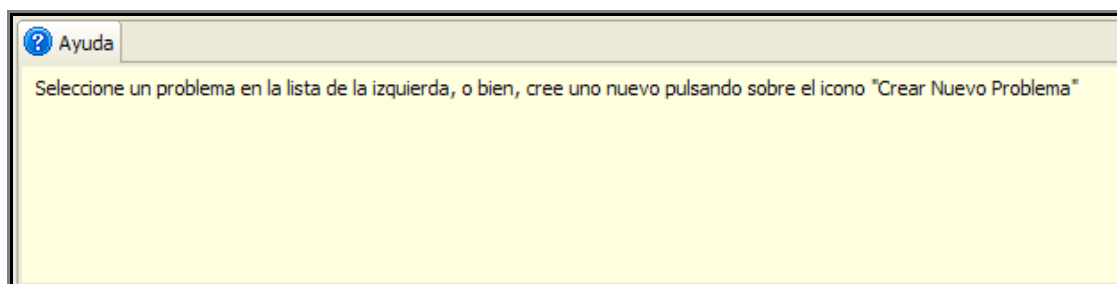 Ayuda
Seleccione un problema en la lista de la izquierda, o bien, cree uno nuevo pulsando sobre el icono "Crear Nuevo Problema"